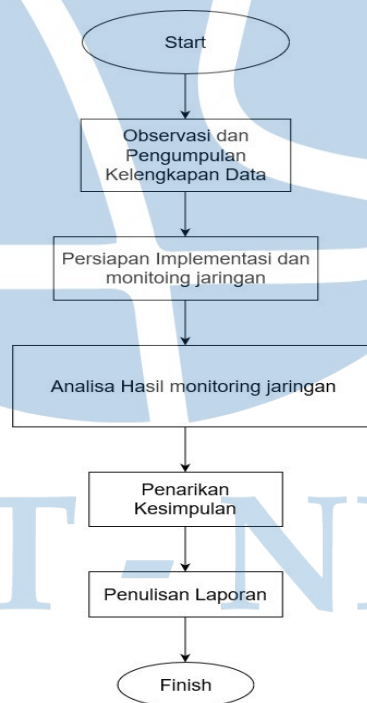 Start
Observasi dan
Pengumpulan
Kelengkapan Data
Persiapan Implementasi dan
monitoing jaringan
Analisa Hasil monitoring jaringan
Penarikan
Kesimpulan
Penulisan Laporan
Finish